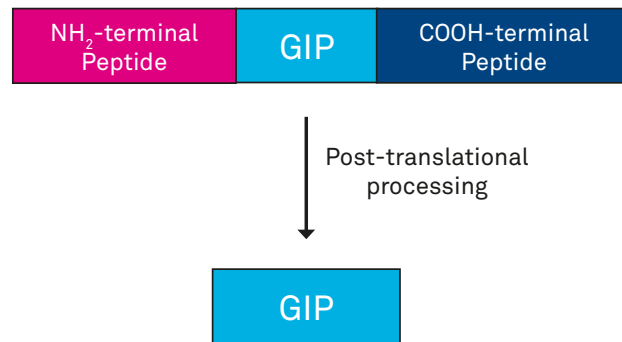 NH₂-terminal
Peptide
GIP
COOH-terminal
Peptide
Post-translational
processing
GIP